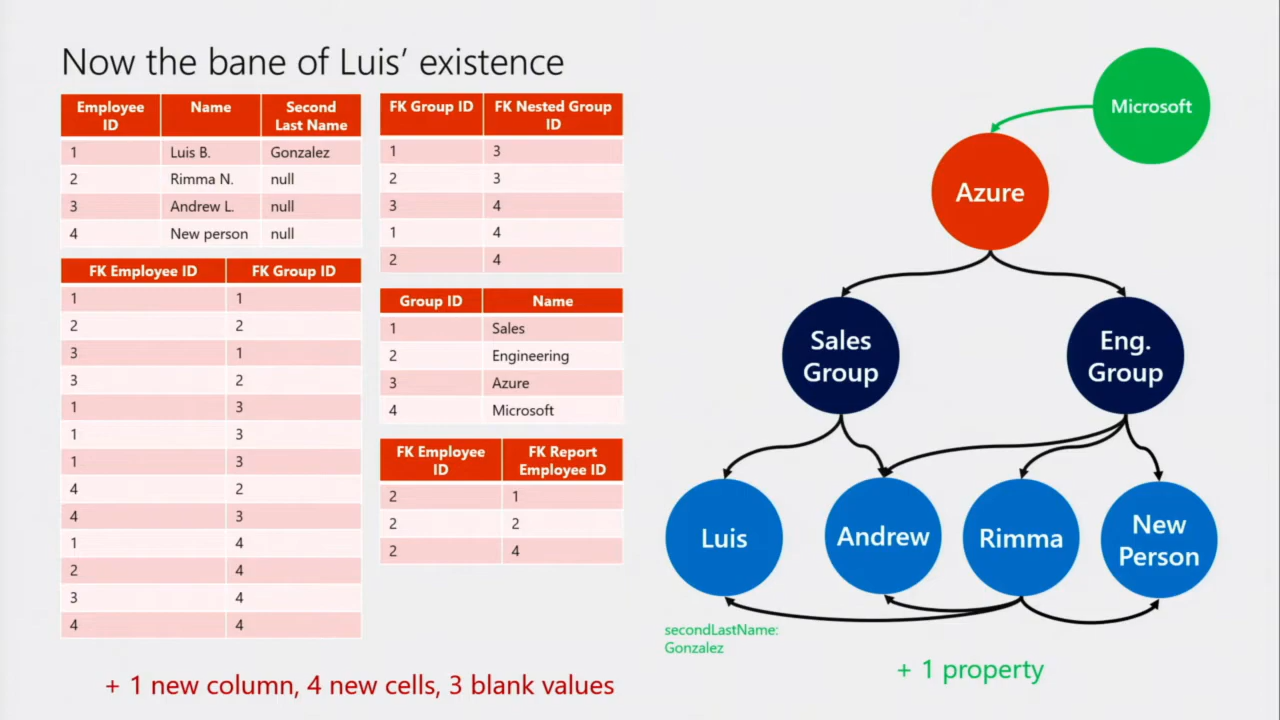 Now the bane of Luis' existence
Employee ID Name Second Last Name
1 Luis B. Gonzalez
2 Rimma N. null
3 Andrew L. null
4 New person null
FK Employee ID FK Group ID
1 1
2 2
3 1
3 2
1 3
1 3
1 3
4 2
4 3
1 4
2 4
3 4
4 4
FK Group ID FK Nested Group ID
1 3
2 3
3 4
1 4
2 4
Group ID Name
1 Sales
2 Engineering
3 Azure
4 Microsoft
FK Employee ID FK Report Employee ID
2 1
2 2
2 4
+ 1 new column, 4 new cells, 3 blank values
Microsoft
Azure
Sales
Group
Eng.
Group
Luis
Andrew
Rimma
New
Person
secondLastName:
Gonzalez
+ 1 property